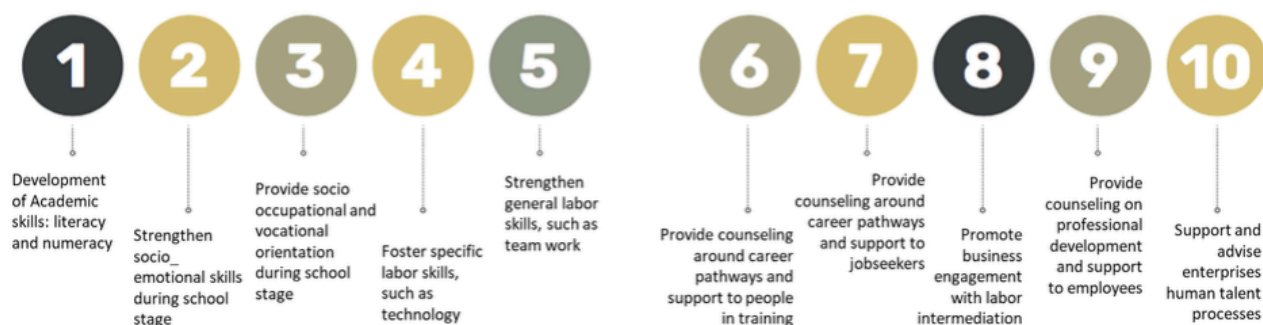 1
2
3
4
5
6
7
8
9
10
Development
of Academic
skills: literacy
and numeracy
Strengthen
socio_
emotional skills
during school
stage
Provide socio
occupational and
vocational
orientation
during school
stage
Foster specific
labor skills,
such as
technology
Strengthen
general labor
skills, such as
team work
Provide counseling
around career
pathways and
support to people
in training
Provide
counseling around
career pathways
and support to
jobseekers
Promote
business
engagement
with labor
intermediation
Provide
counseling on
professional
development
and support
to employees
Support and
advise
enterprises
human talent
processes